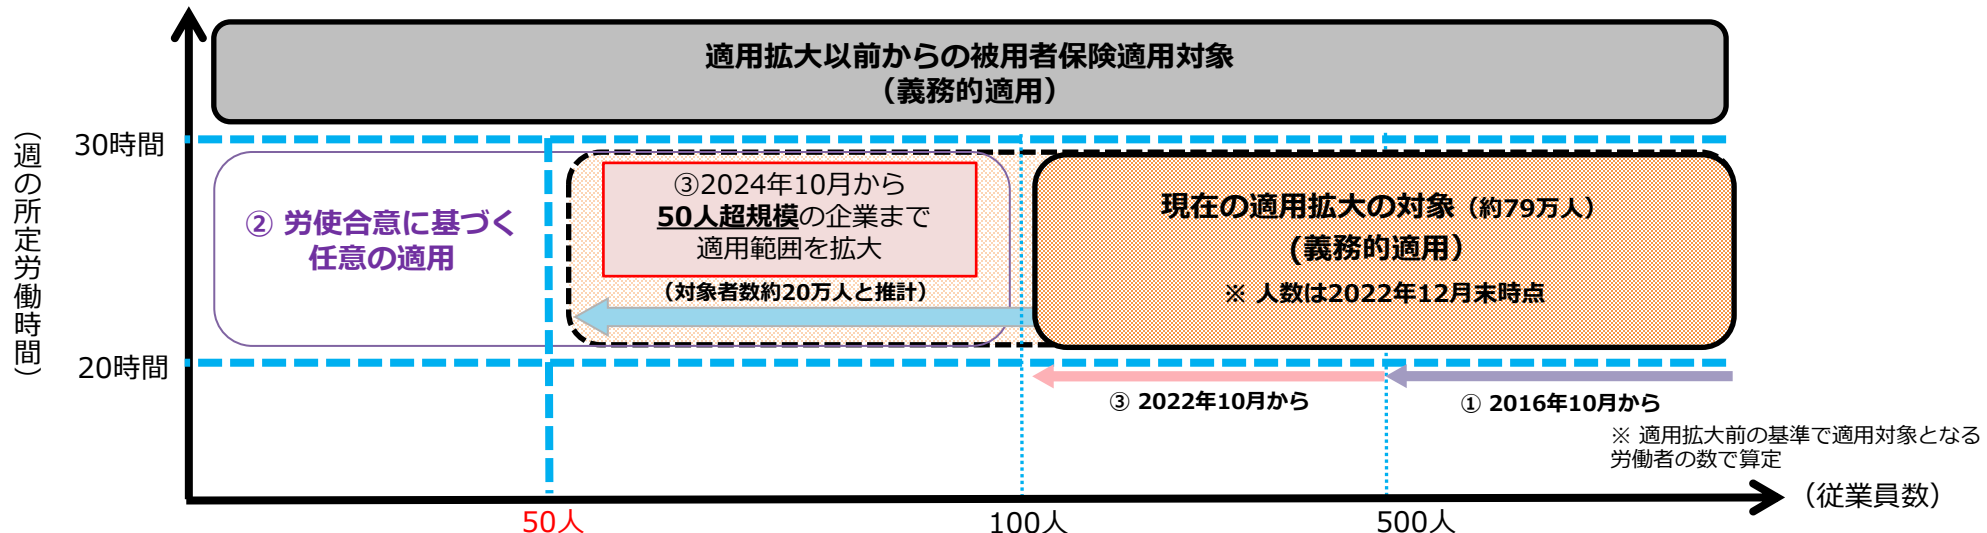 適用拡大以前からの被用者保険適用対象
（義務的適用）
（週の所定労働時間）
30時間
② 労使合意に基づく
任意の適用
③2024年10月から
50人超規模の企業まで
適用範囲を拡大
（対象者数約20万人と推計）
現在の適用拡大の対象（約79万人）
(義務的適用）
※ 人数は2022年12月末時点
20時間
③ 2022年10月から
① 2016年10月から
※ 適用拡大前の基準で適用対象となる
労働者の数で算定
（従業員数）
50人
100人
500人